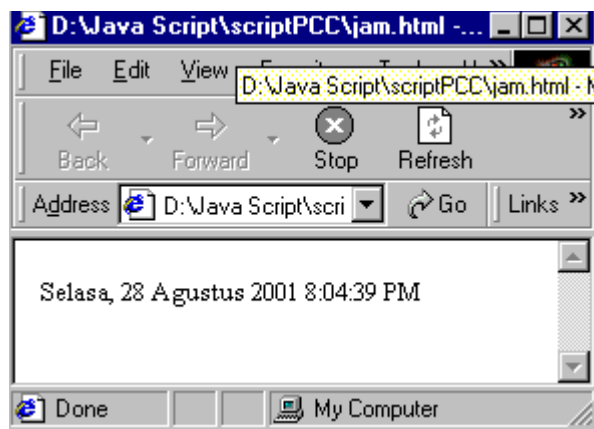 D:\Java Script\scriptPCC\jam.html -...
File Edit View
D:\Java Script\scriptPCC\jam.html -
Back Forward Stop Refresh
Address D:\Java Script\scri Go Links
Selasa, 28 Agustus 2001 8:04:39 PM
Done My Computer